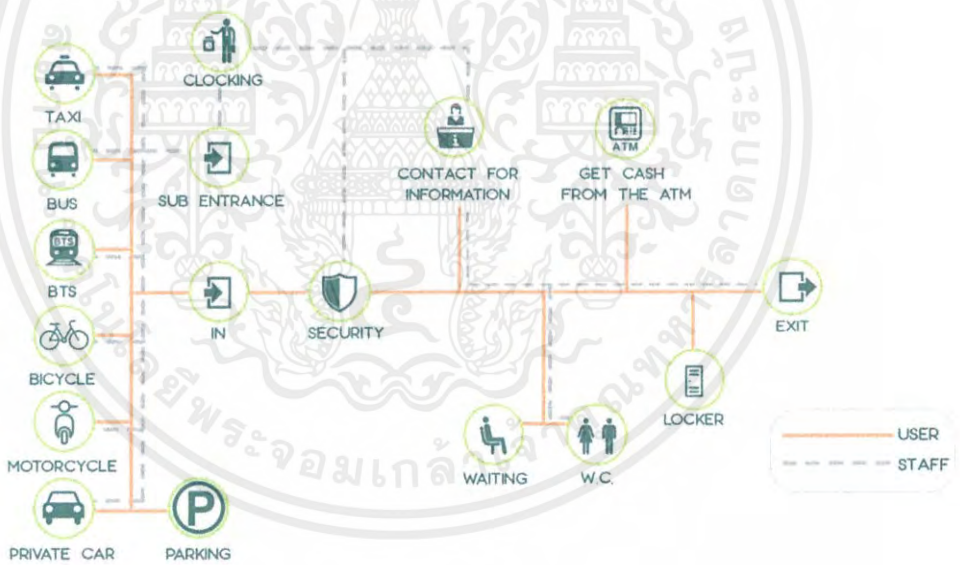 CLOCKING
TAXI
BUS
SUB ENTRANCE
CONTACT FOR
INFORMATION
ATM
GET CASH
FROM THE ATM
BTS
BTS
IN
SECURITY
EXIT
BICYCLE
LOCKER
MOTORCYCLE
WAITING
W.C.
USER
STAFF
P
PRIVATE CAR
PARKING